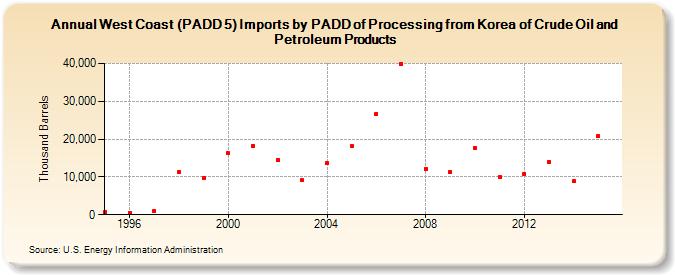 Annual West Coast (PADD 5) Imports by PADD of Processing from Korea of Crude Oil and
Petroleum Products
Thousand Barrels
40,000
30,000
20,000
10,000
0
1996
2000
2004
2008
2012
Source: U.S. Energy Information Administration